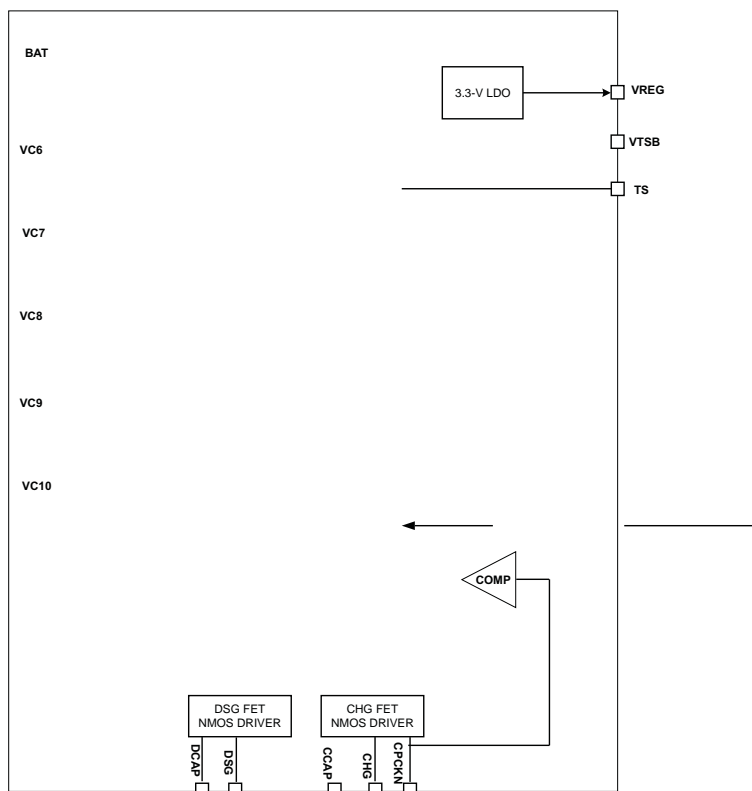 BAT
3.3-V LDO
VREG
VTSB
VC6
TS
VC7
VC8
VC9
VC10
COMP
DSG FET
NMOS DRIVER
CHG FET
NMOS DRIVER
DCAP
DSG
CCAP
CHG
CPCKN